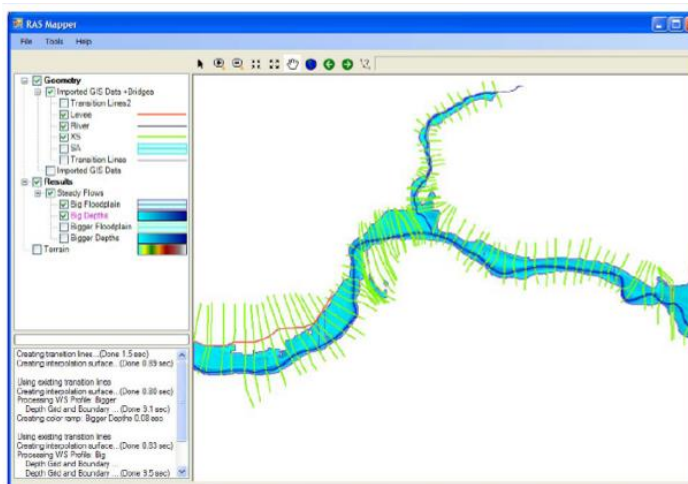 RAS Mapper
File Tools Help
Geometry
Imported GIS Data +Bridges
Transition Lines2
Levee
River
XS
SA
Transition Lines
Imported GIS Data
Results
Steady Flows
Big Floodplain
Big Depths
Bigger Floodplain
Bigger Depths
Terrain
Creating transition lines...(Done 1.5 sec)
Creating interpolation surface...(Done 0.89 sec)
Using existing transition lines
Creating interpolation surface...(Done 0.80 sec)
Processing WS Profile: Bigger
Depth Grid and Boundary ...(Done 3.1 sec)
Creating color ramp: Bigger Depths 0.08 sec
Using existing transition lines
Creating interpolation surface...(Done 0.83 sec)
Processing WS Profile: Big
Depth Grid and Boundary ...
Depth Grid and Boundary ...(Done 3.5 sec)